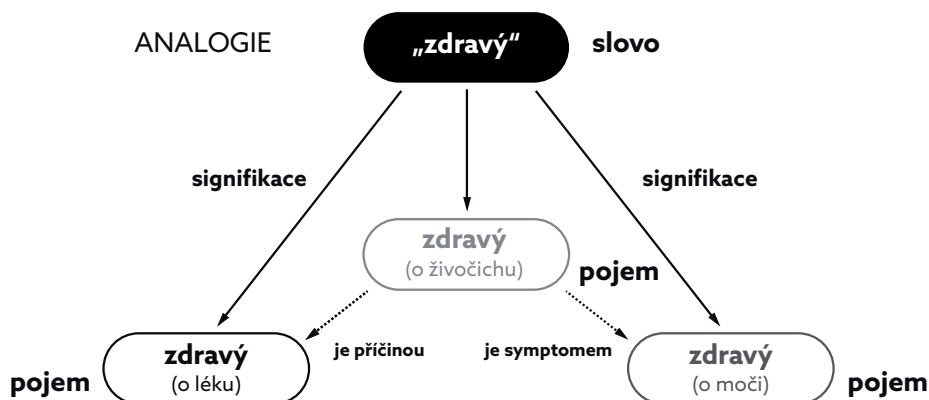 ANALOGIE
„zdravý“
slovo
signifikace
signifikace
zdravý
(o živočichu)
pojem
je příčinou
je symptomem
pojem
zdravý
(o léku)
zdravý
(o moči)
pojem